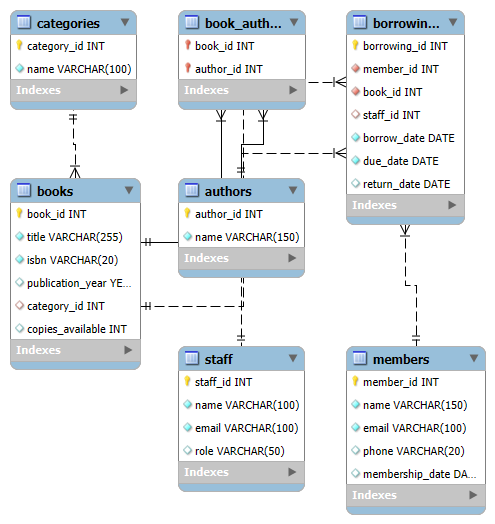 categories
category_id INT
name VARCHAR(100)
Indexes
book_auth...
book_id INT
author_id INT
Indexes
borrowin...
borrowing_id INT
member_id INT
book_id INT
staff_id INT
borrow_date DATE
due_date DATE
return_date DATE
Indexes
books
book_id INT
title VARCHAR(255)
isbn VARCHAR(20)
publication_year YE...
category_id INT
copies_available INT
Indexes
authors
author_id INT
name VARCHAR(150)
Indexes
staff
staff_id INT
name VARCHAR(100)
email VARCHAR(100)
role VARCHAR(50)
Indexes
members
member_id INT
name VARCHAR(150)
email VARCHAR(100)
phone VARCHAR(20)
membership_date DA...
Indexes